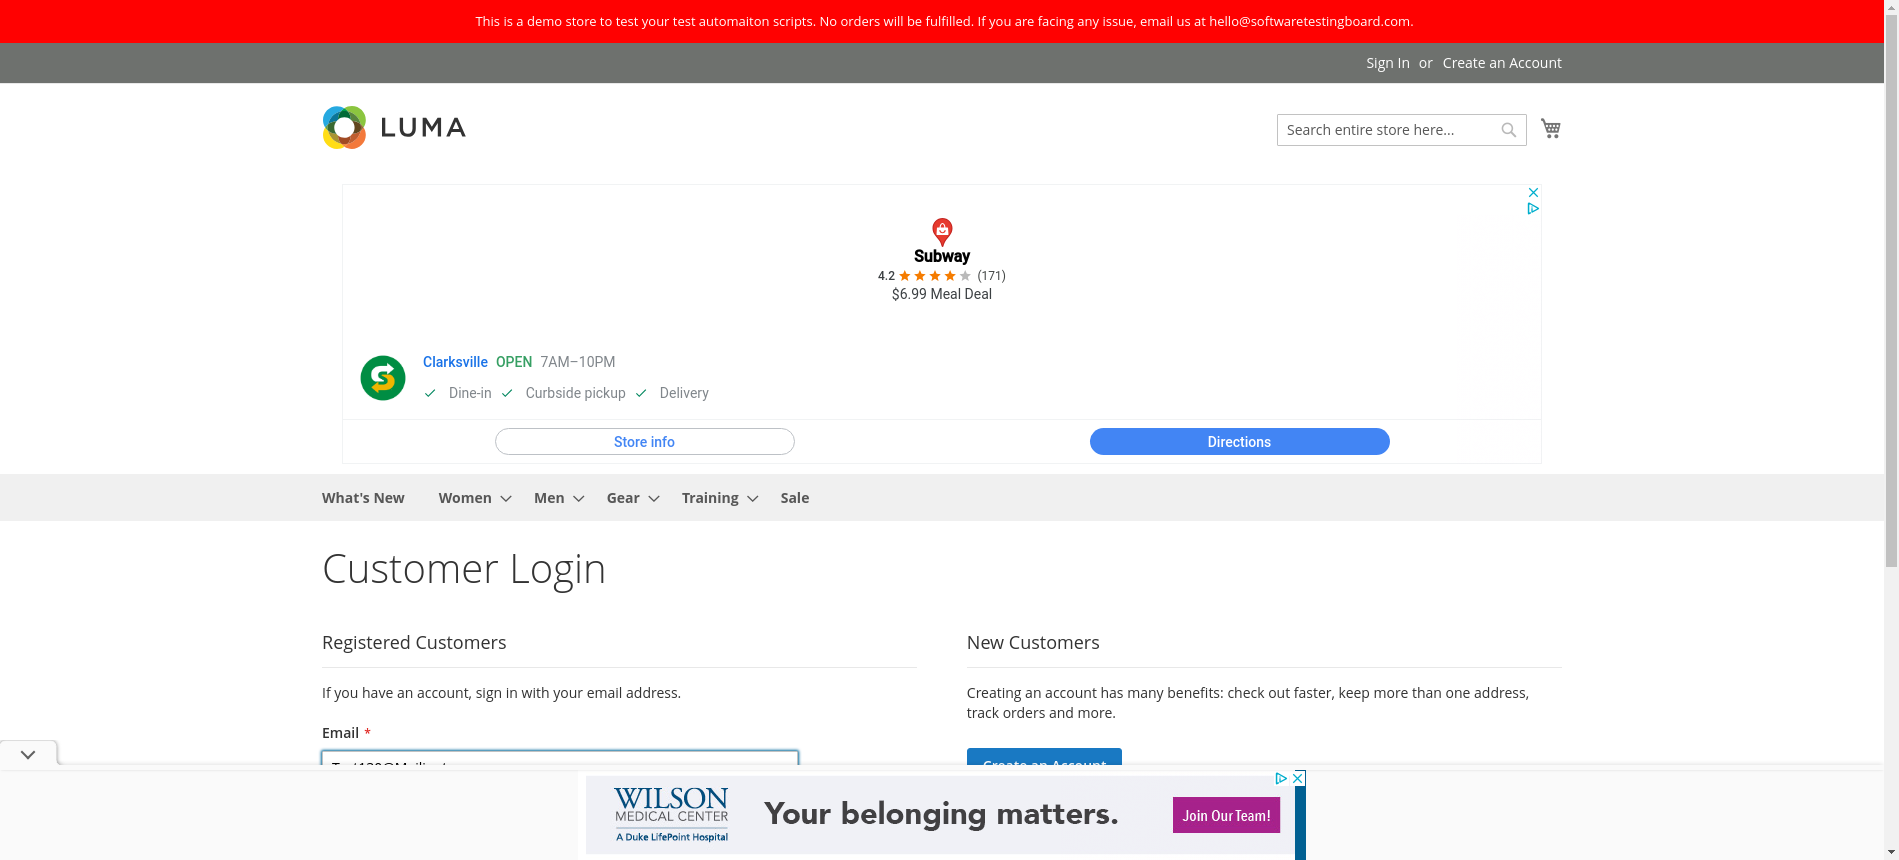 This is a demo store to test your test automaiton scripts. No orders will be fulfilled. If you are facing any issue, email us at hello@softwaretestingboard.com.
Sign In or Create an Account
LUMA
Search entire store here...
Subway
4.2 (171)
$6.99 Meal Deal
Clarksville OPEN 7AM–10PM
Dine-in Curbside pickup Delivery
Store info
Directions
What's New Women Men Gear Training Sale
Customer Login
Registered Customers
If you have an account, sign in with your email address.
Email *
New Customers
Creating an account has many benefits: check out faster, keep more than one address,
track orders and more.
Create an Account
WILSON
MEDICAL CENTER
A Duke LifePoint Hospital
Your belonging matters.
Join Our Team!